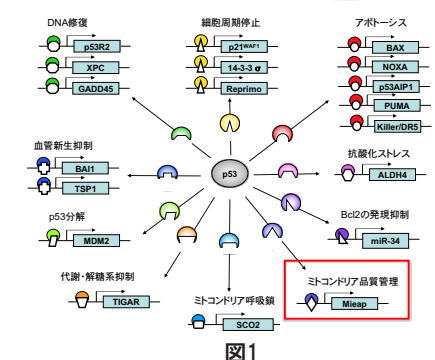 DNA修復
p53R2
XPC
GADD45
細胞周期停止
p21WAF1
14-3-3 σ
Reprimo
アポトーシス
BAX
NOXA
p53AIP1
PUMA
Killer/DR5
血管新生抑制
BAI1
TSP1
p53
抗酸化ストレス
ALDH4
p53分解
MDM2
Bcl2の発現抑制
miR-34
代謝・解糖系抑制
TIGAR
ミトコンドリア呼吸鎖
SCO2
ミトコンドリア品質管理
Mieap
図1